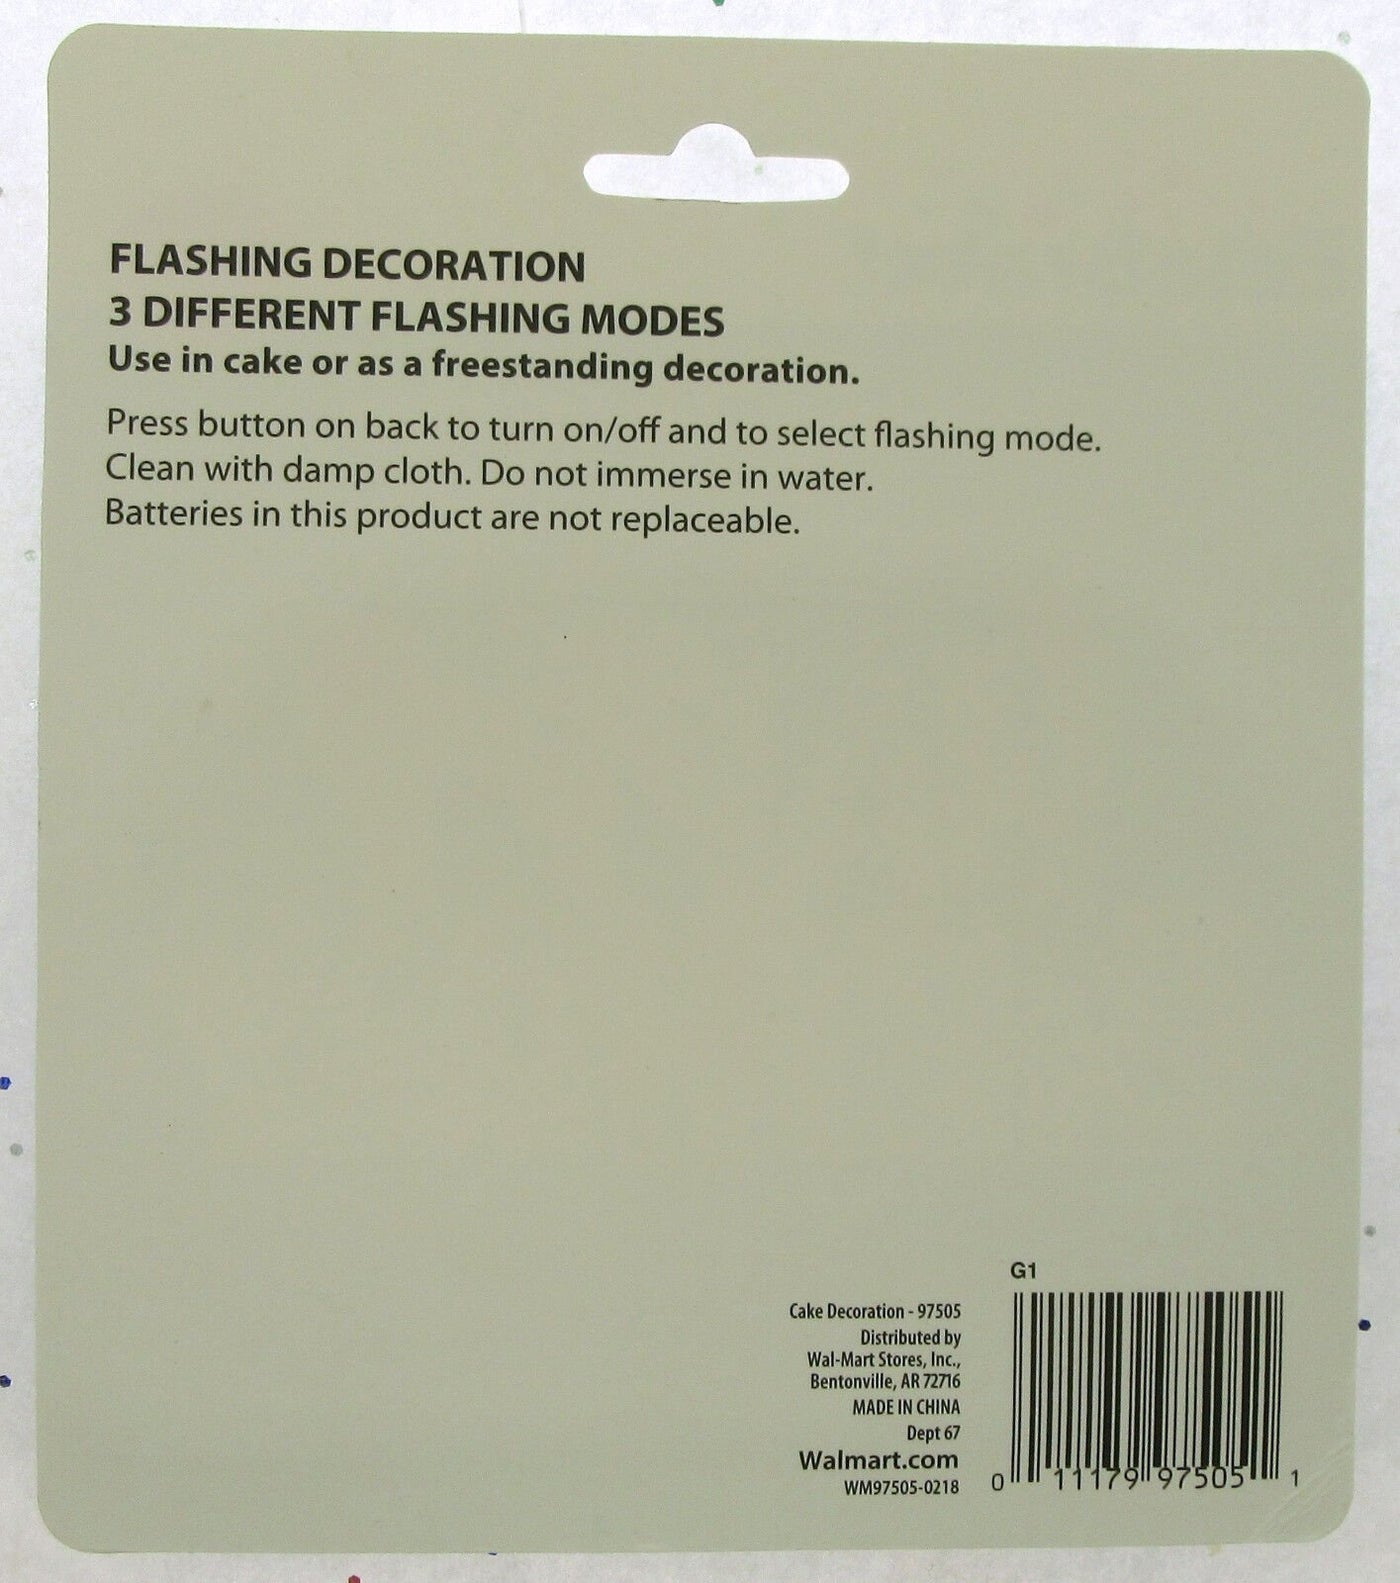 FLASHING DECORATION
3 DIFFERENT FLASHING MODES
Use in cake or as a freestanding decoration.
Press button on back to turn on/off and to select flashing mode.
Clean with damp cloth. Do not immerse in water.
Batteries in this product are not replaceable.
Cake Decoration - 97505
Distributed by
Wal-Mart Stores, Inc.,
Bentonville, AR 72716
MADE IN CHINA
Dept 67
Walmart.com
WM97505-0218
G1
0 11179 97505 1